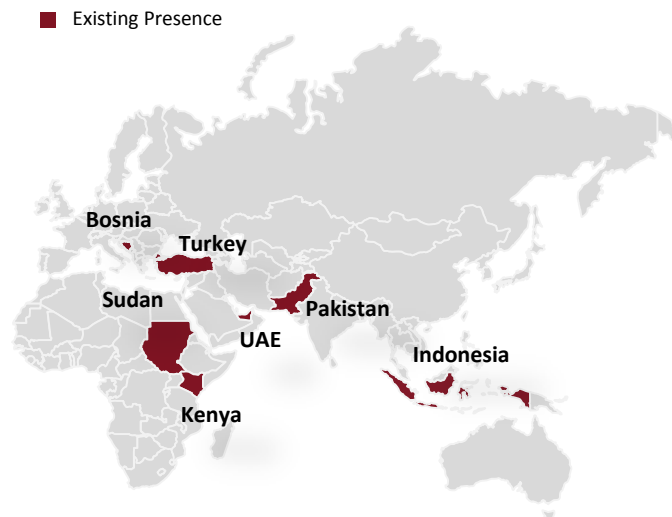 Existing Presence
Bosnia
Turkey
Sudan
Pakistan
UAE
Indonesia
Kenya